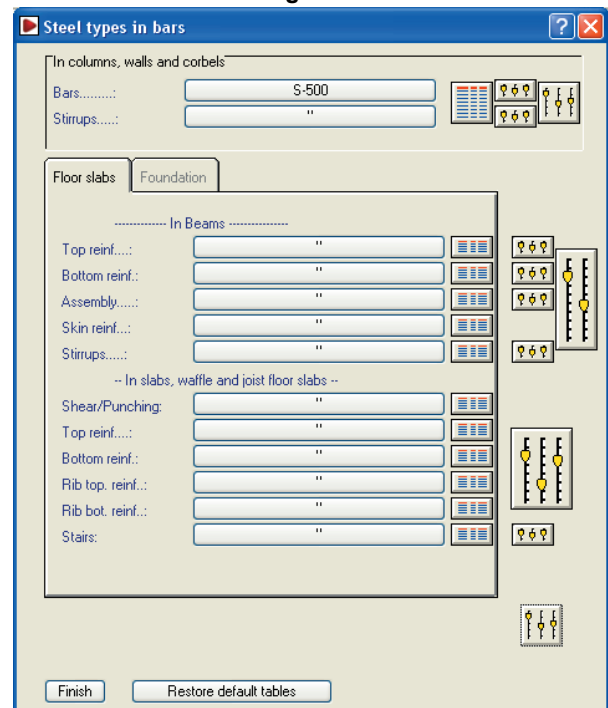 Steel types in bars
In columns, walls and corbels
Bars.........: S-500
Stirrups.....: "
Floor slabs Foundation
-------------- In Beams ---------------
Top reinf....: "
Bottom reinf.: "
Assembly.....: "
Skin reinf...: "
Stirrups.....: "
-- In slabs, waffle and joist floor slabs --
Shear/Punching: "
Top reinf....: "
Bottom reinf.: "
Rib top. reinf..: "
Rib bot. reinf..: "
Stairs: "
Finish Restore default tables